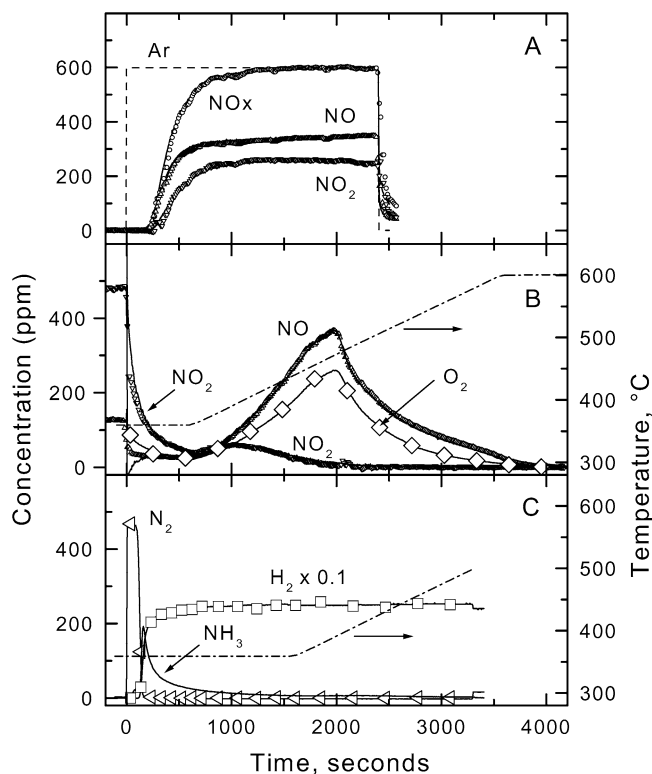 Ar
A
600
NOx
NO
400
NO2
200
0
B
600
400
NO
500
NO2
O2
200
400
NO2
0
300
C
N2
600
400
H2 x 0.1
500
200
NH3
400
0
300
0
1000
2000
3000
4000
Concentration (ppm)
Temperature, °C
Time, seconds